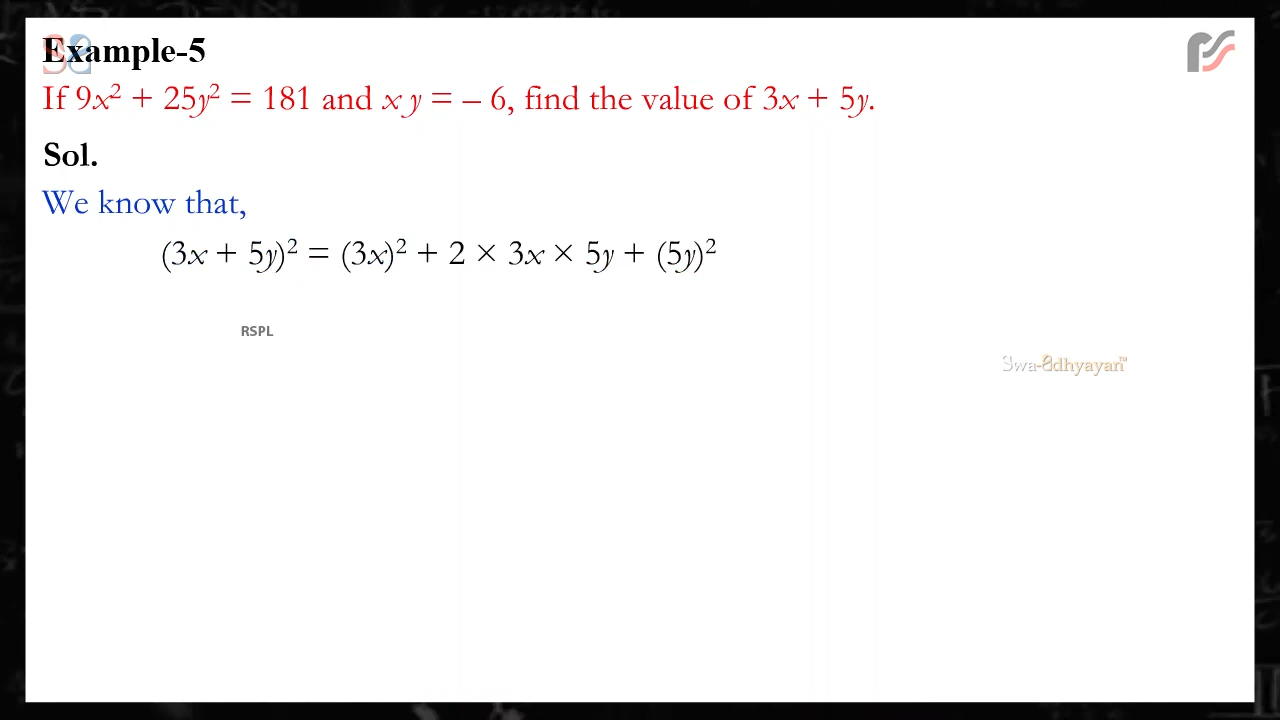 Example-5
If 9x² + 25y² = 181 and x y = – 6, find the value of 3x + 5y.
Sol.
We know that,
(3x + 5y)² = (3x)² + 2 × 3x × 5y + (5y)²
RSPL
Swa-adhyayan™